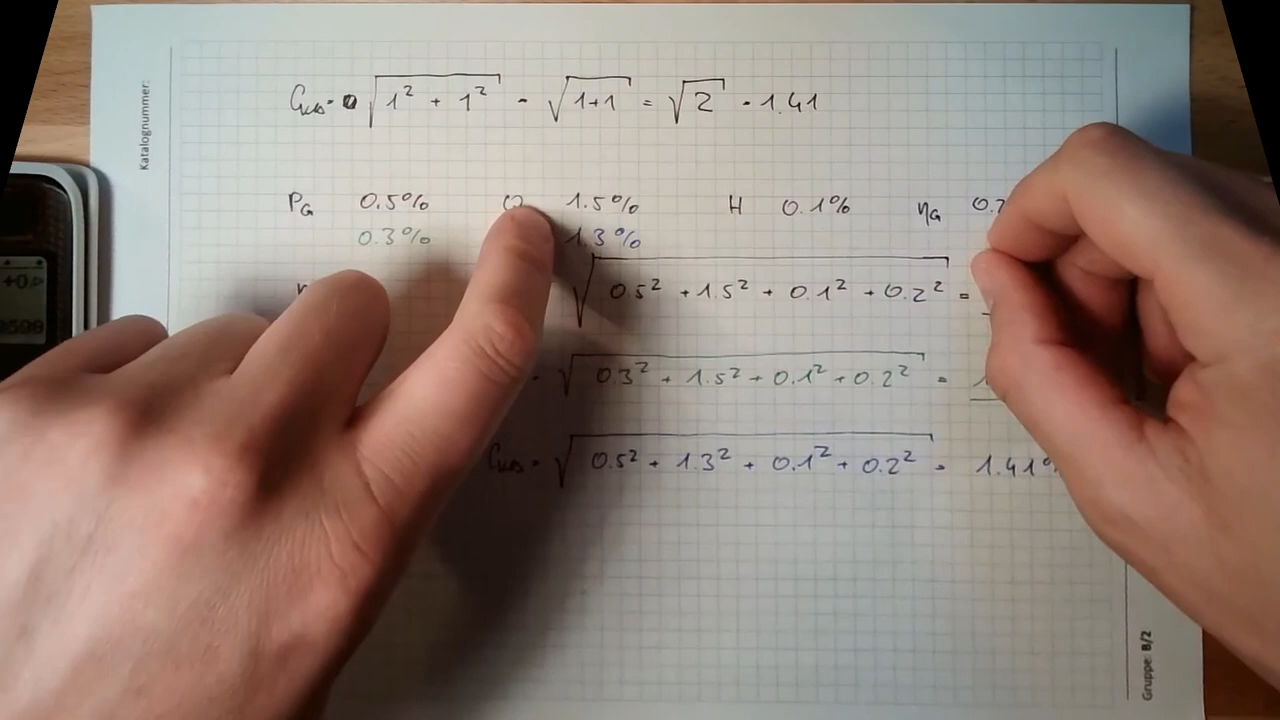 Katalognummer:
√1² + 1² = √1+1 = √2 = 1.41
P_G 0.5% Q 1.5% H 0.1% η_G
0.3% 1.3%
√0.5² + 1.5² + 0.1² + 0.2² =
= √0.3² + 1.5² + 0.1² + 0.2² =
= √0.5² + 1.3² + 0.1² + 0.2² = 1.41%
+0
Gruppe: B/2